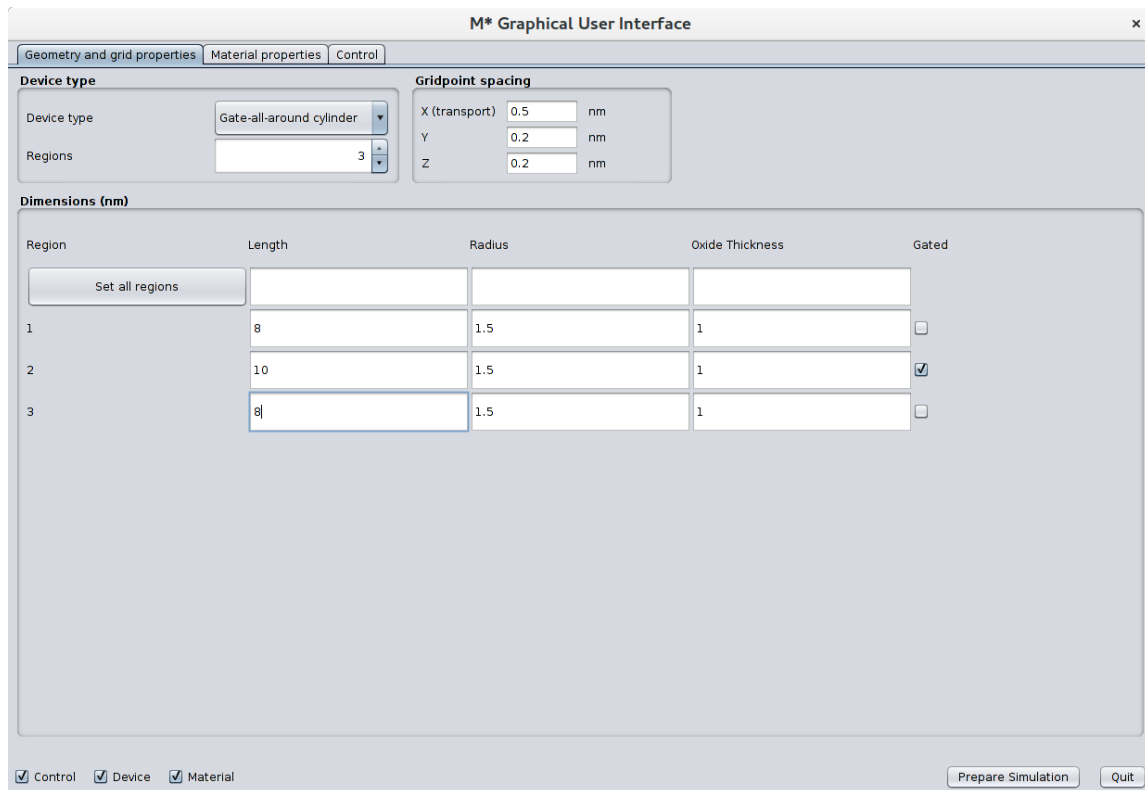 M* Graphical User Interface
×
Geometry and grid properties Material properties Control
Device type Gridpoint spacing
Device type Gate-all-around cylinder X (transport) 0.5 nm
Y 0.2 nm
Regions 3 Z 0.2 nm
Dimensions (nm)
Region Length Radius Oxide Thickness Gated
Set all regions
1 8 1.5 1
2 10 1.5 1
3 8 1.5 1
Control Device Material Prepare Simulation Quit